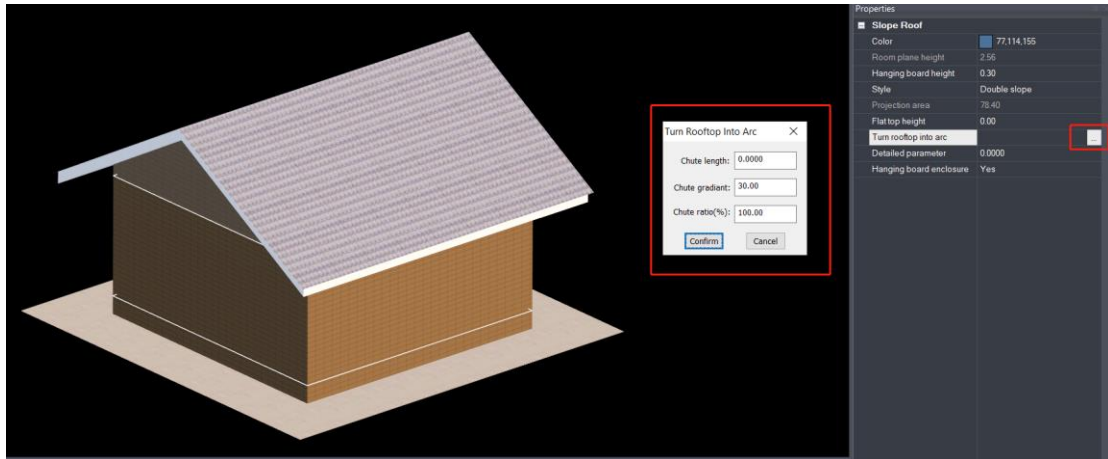 Properties
Slope Roof
Color 77,114,155
Room plane height 2.56
Hanging board height 0.30
Style Double slope
Projection area 78.40
Flat top height 0.00
Turn rooftop into arc ...
Detailed parameter 0.0000
Hanging board enclosure Yes
Turn Rooftop Into Arc
Chute length: 0.0000
Chute gradiant: 30.00
Chute ratio(%): 100.00
Confirm Cancel